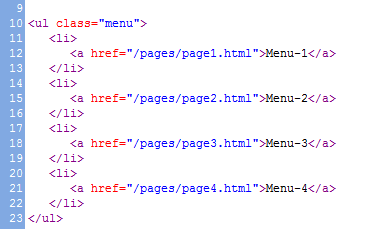 9
10 <ul class="menu">
11    <li>
12       <a href="/pages/page1.html">Menu-1</a>
13    </li>
14    <li>
15       <a href="/pages/page2.html">Menu-2</a>
16    </li>
17    <li>
18       <a href="/pages/page3.html">Menu-3</a>
19    </li>
20    <li>
21       <a href="/pages/page4.html">Menu-4</a>
22    </li>
23 </ul>